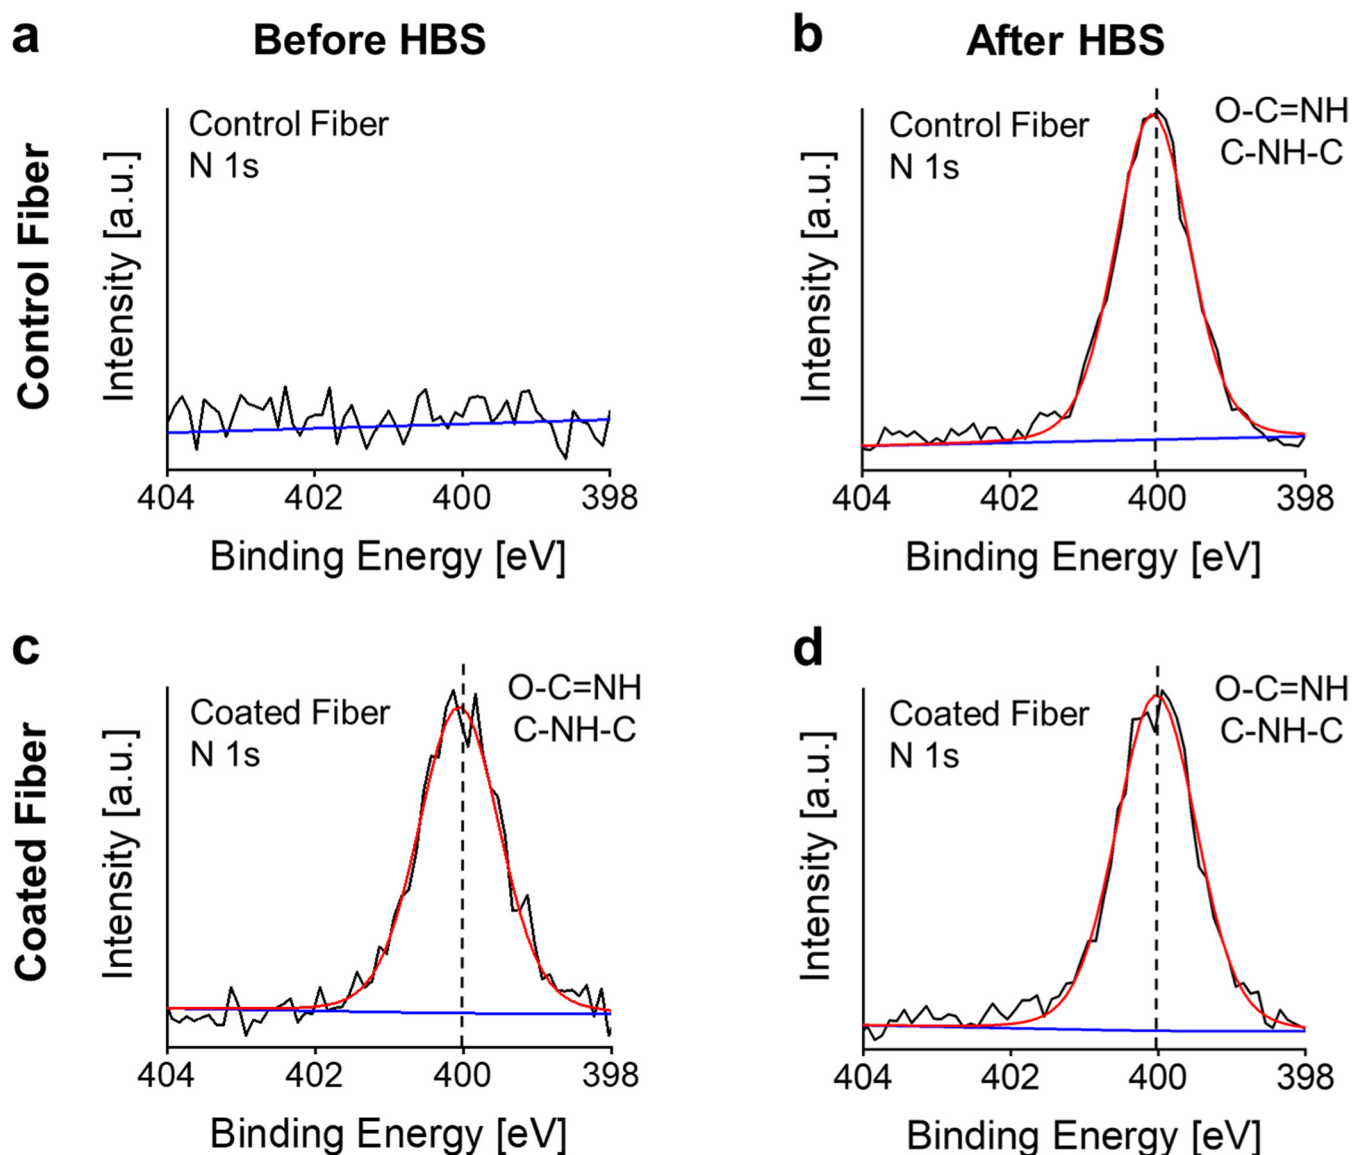 a
Before HBS
b
After HBS
Control Fiber
Intensity [a.u.]
Control Fiber
N 1s
404
402
400
398
Binding Energy [eV]
Intensity [a.u.]
Control Fiber
N 1s
O-C=NH
C-NH-C
404
402
400
398
Binding Energy [eV]
c
d
Coated Fiber
Intensity [a.u.]
Coated Fiber
N 1s
O-C=NH
C-NH-C
404
402
400
398
Binding Energy [eV]
Intensity [a.u.]
Coated Fiber
N 1s
O-C=NH
C-NH-C
404
402
400
398
Binding Energy [eV]